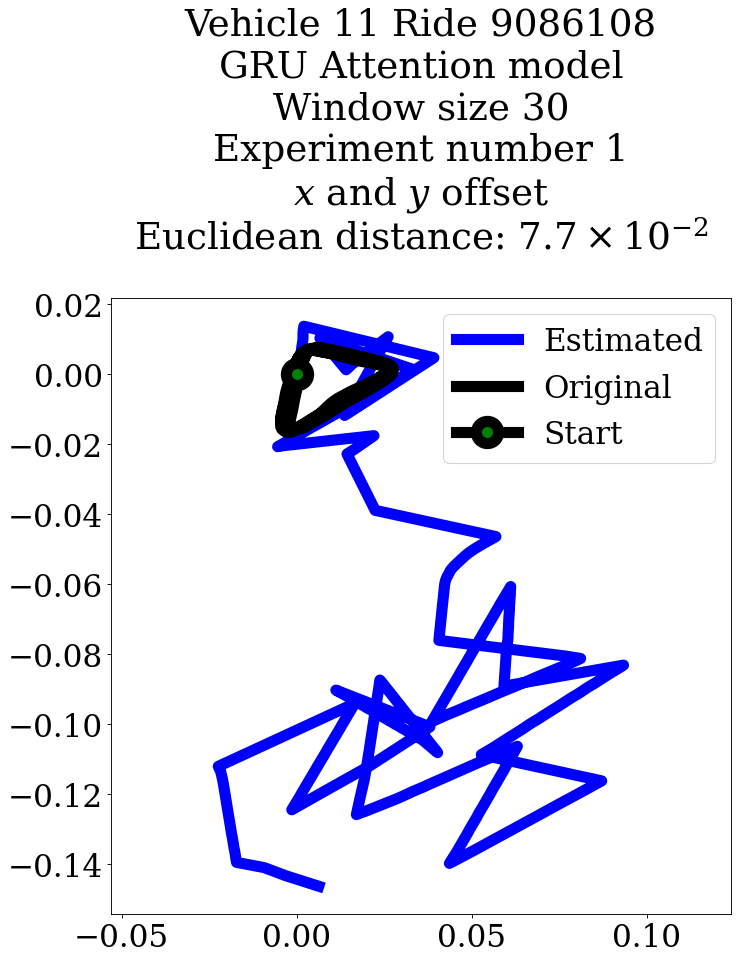 Vehicle 11 Ride 9086108
GRU Attention model
Window size 30
Experiment number 1
x and y offset
Euclidean distance: 7.7 × 10⁻²
0.02
0.00
−0.02
−0.04
−0.06
−0.08
−0.10
−0.12
−0.14
Estimated
Original
Start
−0.05 0.00 0.05 0.10